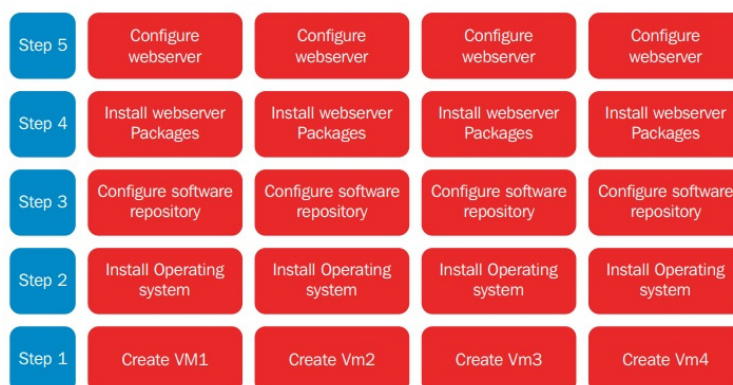 Step 5
Configure
webserver
Configure
webserver
Configure
webserver
Configure
webserver
Step 4
Install webserver
Packages
Install webserver
Packages
Install webserver
Packages
Install webserver
Packages
Step 3
Configure software
repository
Configure software
repository
Configure software
repository
Configure software
repository
Step 2
Install Operating
system
Install Operating
system
Install Operating
system
Install Operating
system
Step 1
Create VM1
Create Vm2
Create Vm3
Create Vm4